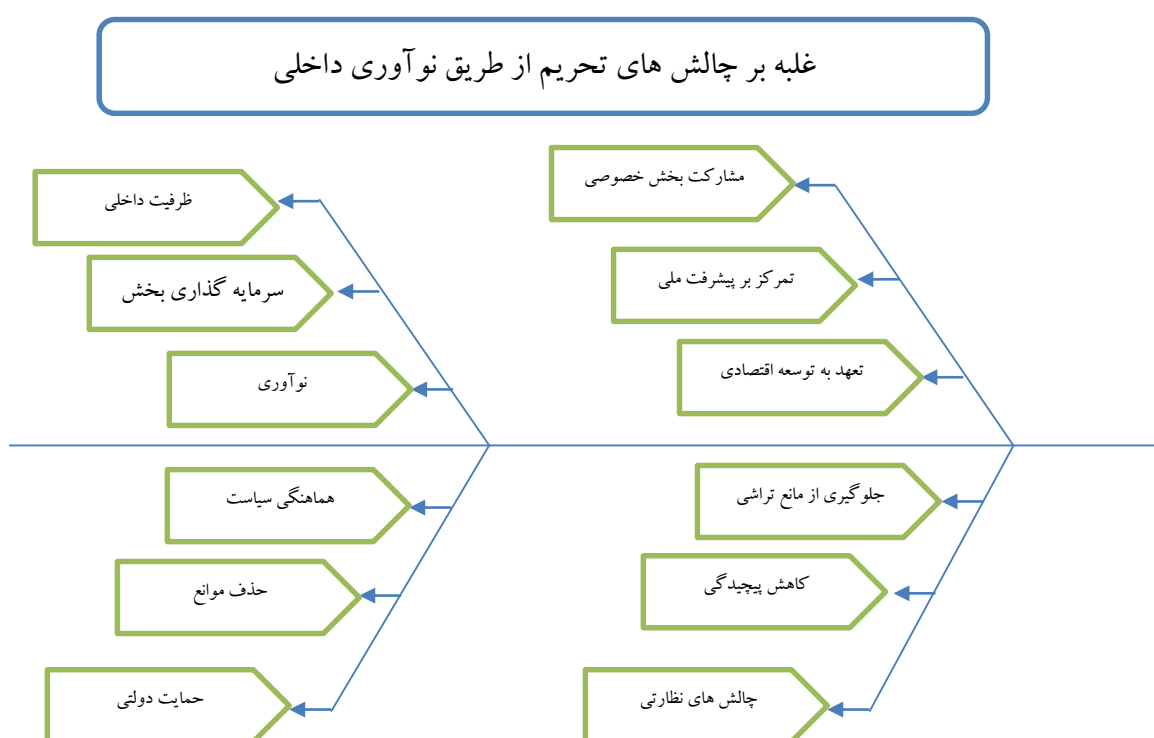 غلبه بر چالش های تحریم از طریق نوآوری داخلی
مشارکت بخش خصوصی
تمرکز بر پیشرفت ملی
تعهد به توسعه اقتصادی
ظرفیت داخلی
سرمایه گذاری بخش
نوآوری
جلوگیری از مانع تراشی
کاهش پیچیدگی
چالش های نظارتی
هماهنگی سیاست
حذف موانع
حمایت دولتی